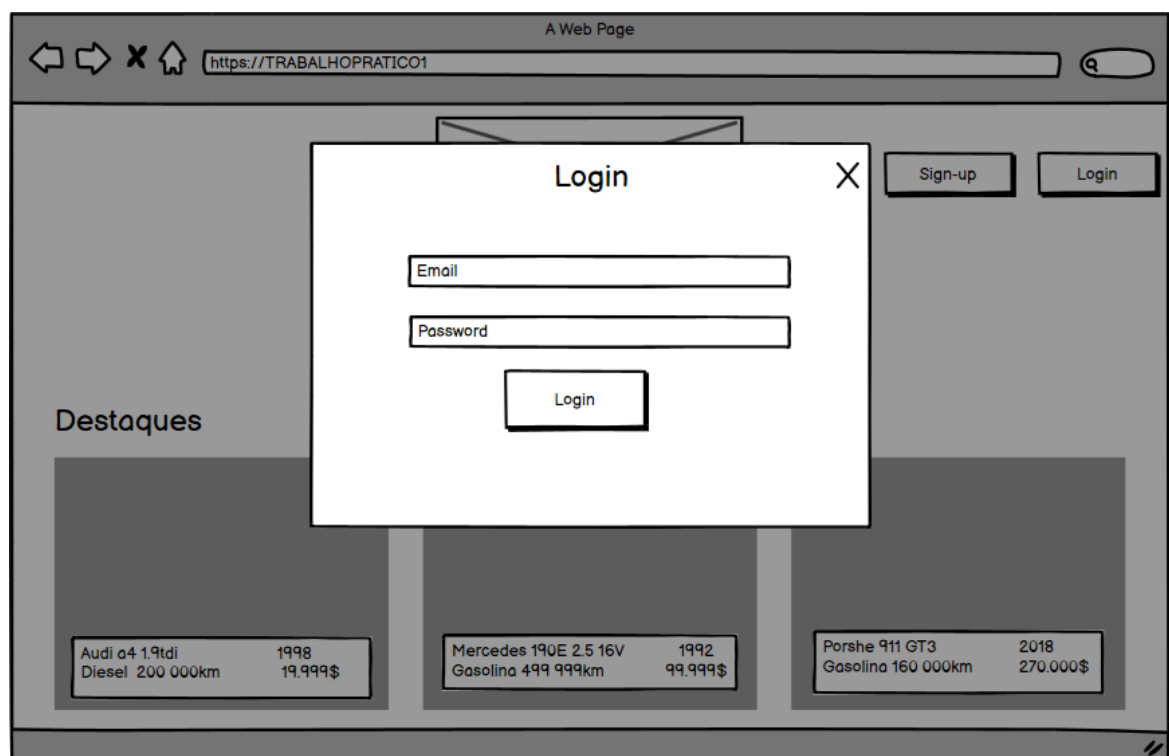 A Web Page
https://TRABALHOPRATICO1
Login
Sign-up
Login
Email
Password
Login
Destaques
Audi a4 1.9tdi 1998
Diesel 200 000km 19.999$
Mercedes 190E 2.5 16V 1992
Gasolina 499 999km 99.999$
Porshe 911 GT3 2018
Gasolina 160 000km 270.000$